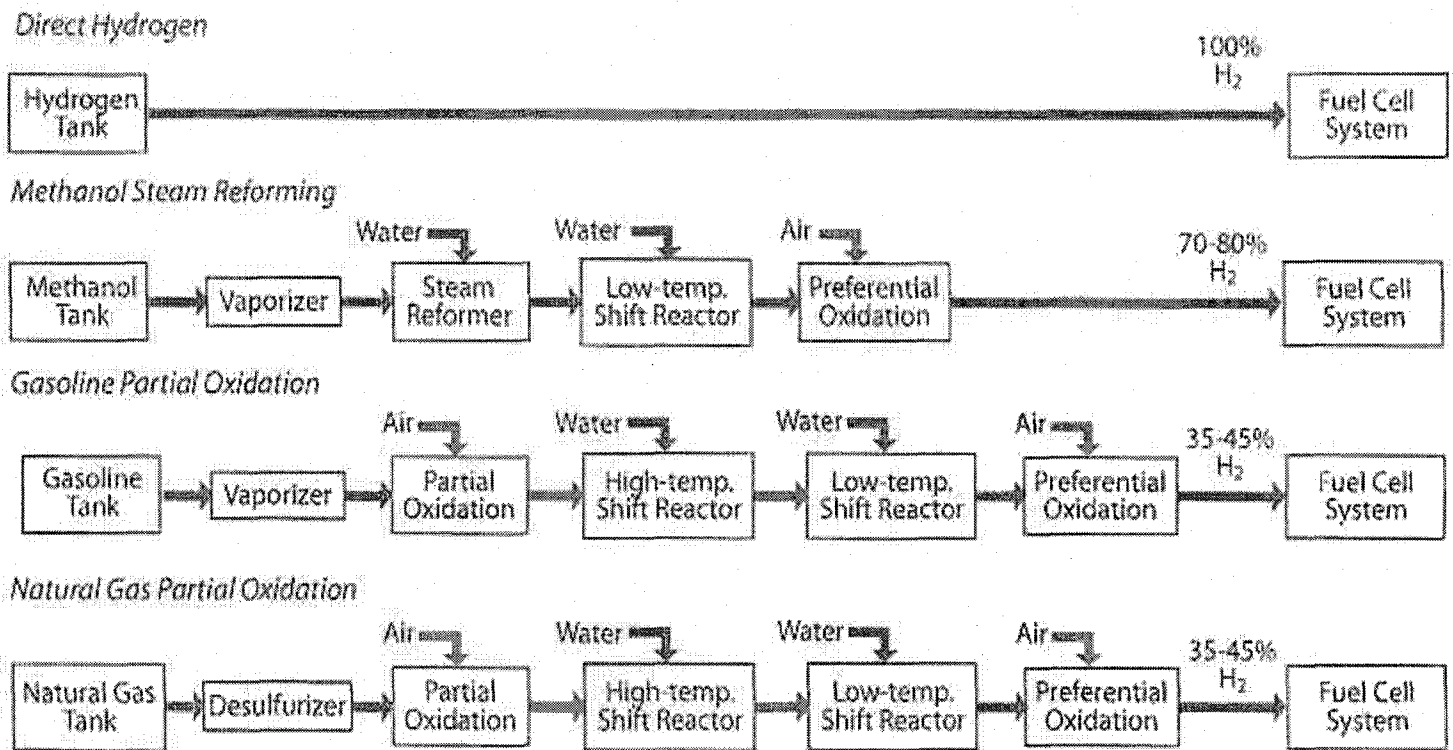 Direct Hydrogen
100%
H₂
Hydrogen
Tank
Fuel Cell
System
Methanol Steam Reforming
Water
Water
Air
70-80%
H₂
Methanol
Tank
Vaporizer
Steam
Reformer
Low-temp.
Shift Reactor
Preferential
Oxidation
Fuel Cell
System
Gasoline Partial Oxidation
Air
Water
Water
Air
35-45%
H₂
Gasoline
Tank
Vaporizer
Partial
Oxidation
High-temp.
Shift Reactor
Low-temp.
Shift Reactor
Preferential
Oxidation
Fuel Cell
System
Natural Gas Partial Oxidation
Air
Water
Water
Air
35-45%
H₂
Natural Gas
Tank
Desulfurizer
Partial
Oxidation
High-temp.
Shift Reactor
Low-temp.
Shift Reactor
Preferential
Oxidation
Fuel Cell
System